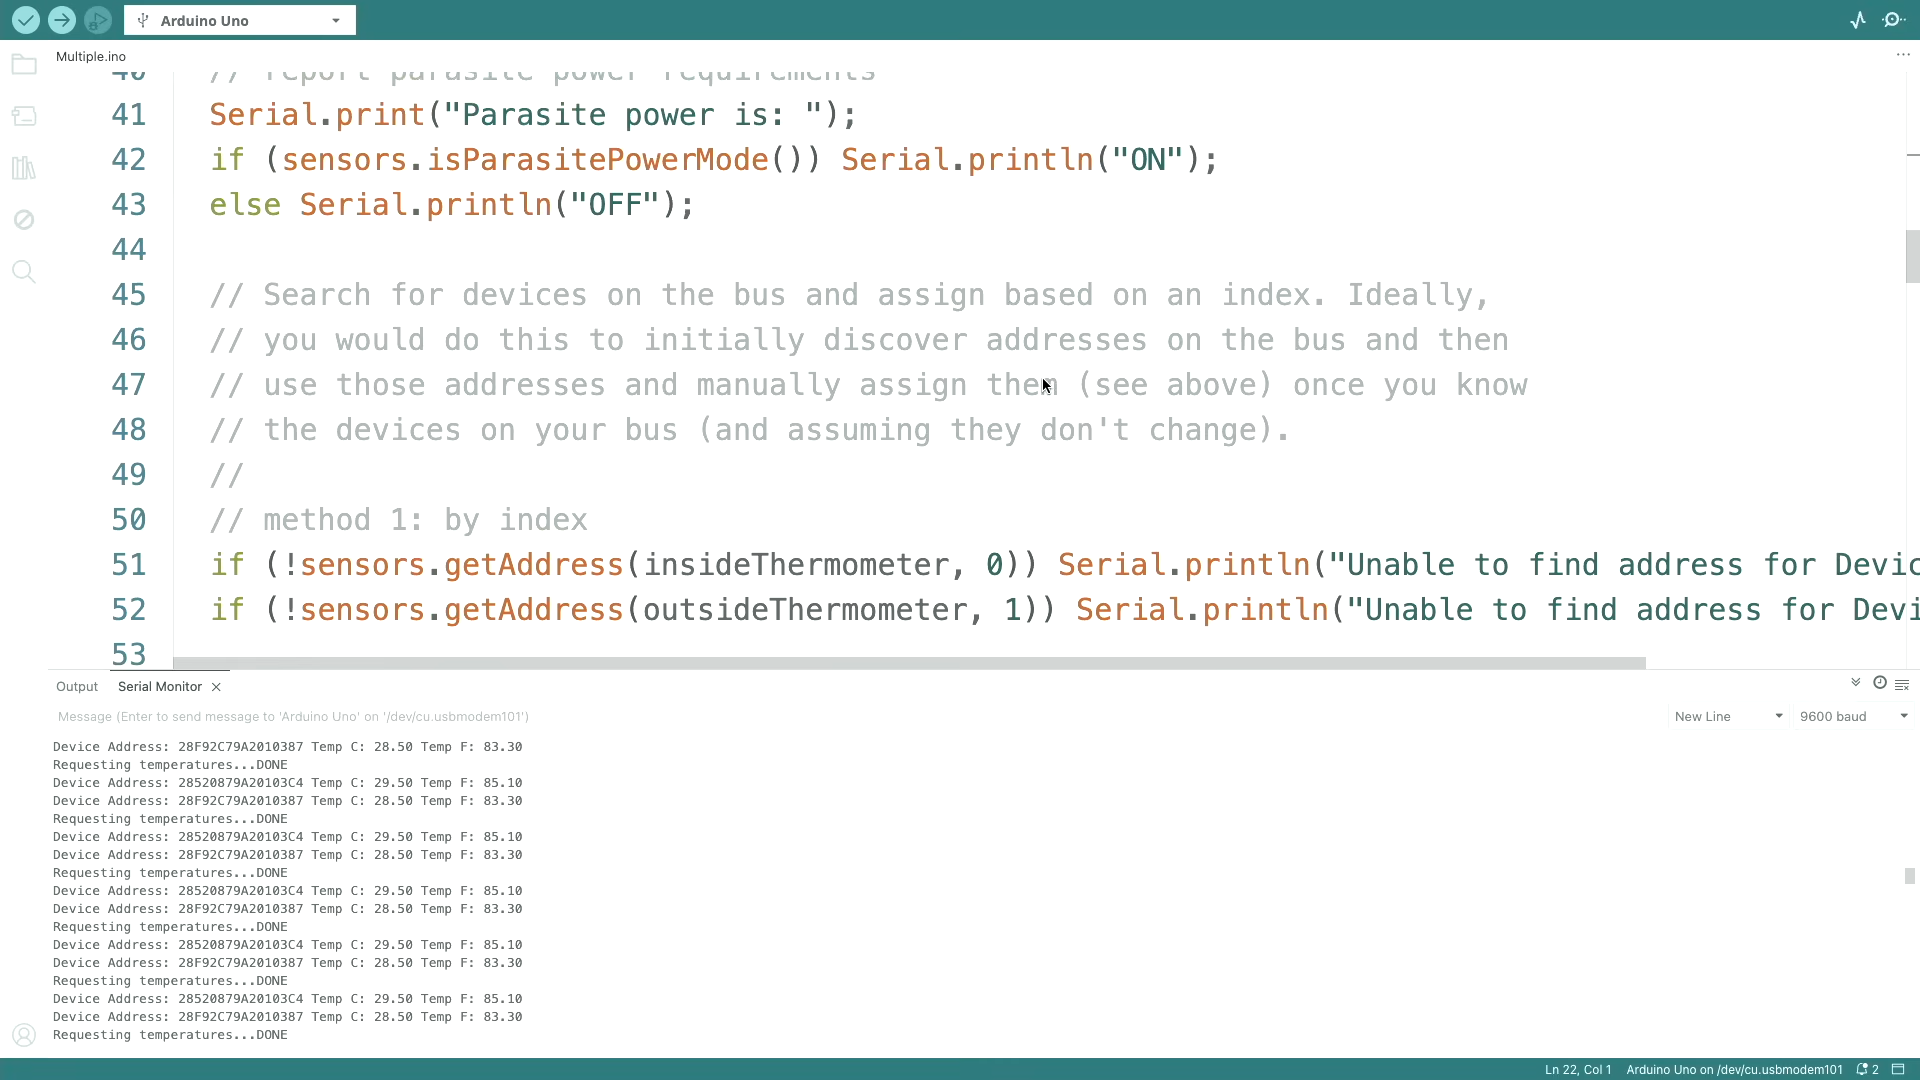 Arduino Uno
Multiple.ino
40 // report parasite power requirements
41 Serial.print("Parasite power is: ");
42 if (sensors.isParasitePowerMode()) Serial.println("ON");
43 else Serial.println("OFF");
44
45 // Search for devices on the bus and assign based on an index. Ideally,
46 // you would do this to initially discover addresses on the bus and then
47 // use those addresses and manually assign them (see above) once you know
48 // the devices on your bus (and assuming they don't change).
49 //
50 // method 1: by index
51 if (!sensors.getAddress(insideThermometer, 0)) Serial.println("Unable to find address for Devic
52 if (!sensors.getAddress(outsideThermometer, 1)) Serial.println("Unable to find address for Devi
53
Output Serial Monitor
Message (Enter to send message to 'Arduino Uno' on '/dev/cu.usbmodem101') New Line 9600 baud
Device Address: 28F92C79A2010387 Temp C: 28.50 Temp F: 83.30
Requesting temperatures...DONE
Device Address: 28520879A20103C4 Temp C: 29.50 Temp F: 85.10
Device Address: 28F92C79A2010387 Temp C: 28.50 Temp F: 83.30
Requesting temperatures...DONE
Device Address: 28520879A20103C4 Temp C: 29.50 Temp F: 85.10
Device Address: 28F92C79A2010387 Temp C: 28.50 Temp F: 83.30
Requesting temperatures...DONE
Device Address: 28520879A20103C4 Temp C: 29.50 Temp F: 85.10
Device Address: 28F92C79A2010387 Temp C: 28.50 Temp F: 83.30
Requesting temperatures...DONE
Device Address: 28520879A20103C4 Temp C: 29.50 Temp F: 85.10
Device Address: 28F92C79A2010387 Temp C: 28.50 Temp F: 83.30
Requesting temperatures...DONE
Device Address: 28520879A20103C4 Temp C: 29.50 Temp F: 85.10
Device Address: 28F92C79A2010387 Temp C: 28.50 Temp F: 83.30
Requesting temperatures...DONE
Ln 22, Col 1 Arduino Uno on /dev/cu.usbmodem101 2